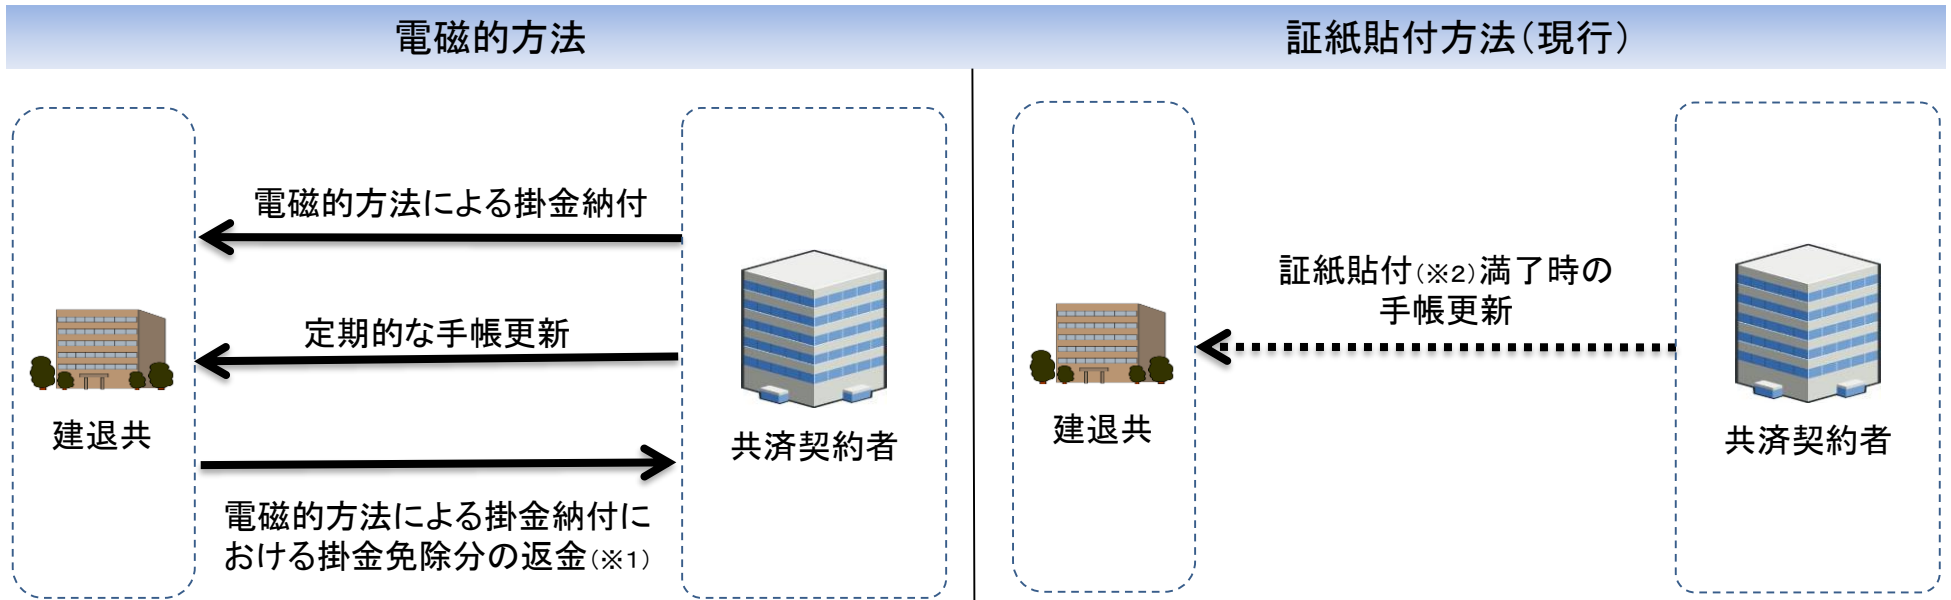 電磁的方法
電磁的方法による掛金納付
定期的な手帳更新
建退共
共済契約者
電磁的方法による掛金納付に
おける掛金免除分の返金(※1)
証紙貼付方法(現行)
証紙貼付(※2)満了時の
手帳更新
建退共
共済契約者